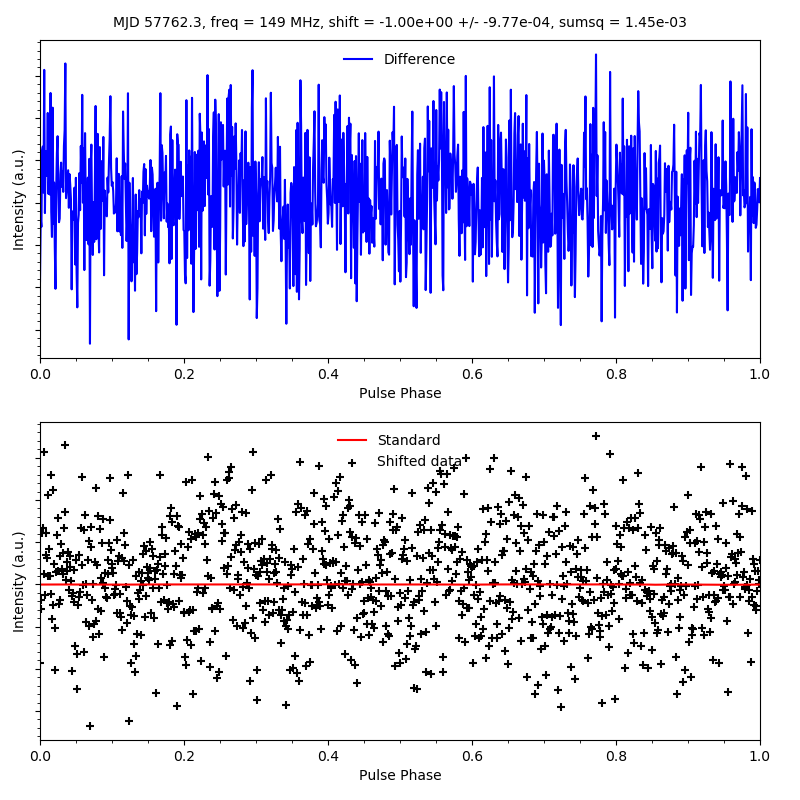 MJD 57762.3, freq = 149 MHz, shift = -1.00e+00 +/- -9.77e-04, sumsq = 1.45e-03
Difference
Intensity (a.u.)
0.0 0.2 0.4 0.6 0.8 1.0
Pulse Phase
Standard
Shifted data
Intensity (a.u.)
0.0 0.2 0.4 0.6 0.8 1.0
Pulse Phase